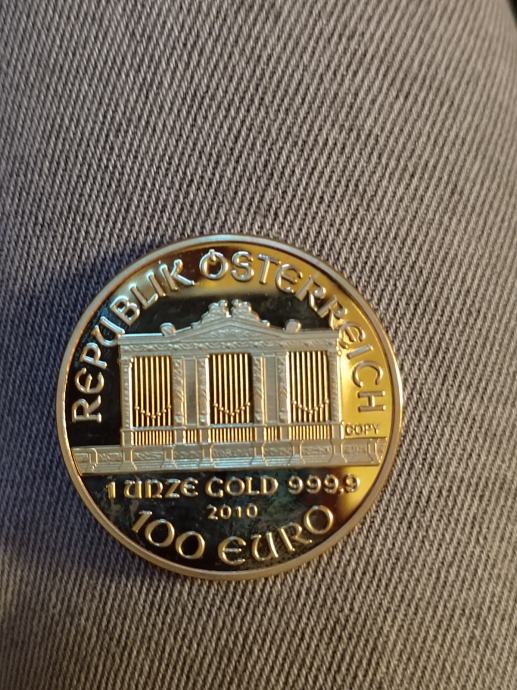 REPUBLIK ÖSTERREICH
COPY
1 UNZE GOLD 999,9
2010
100 EURO